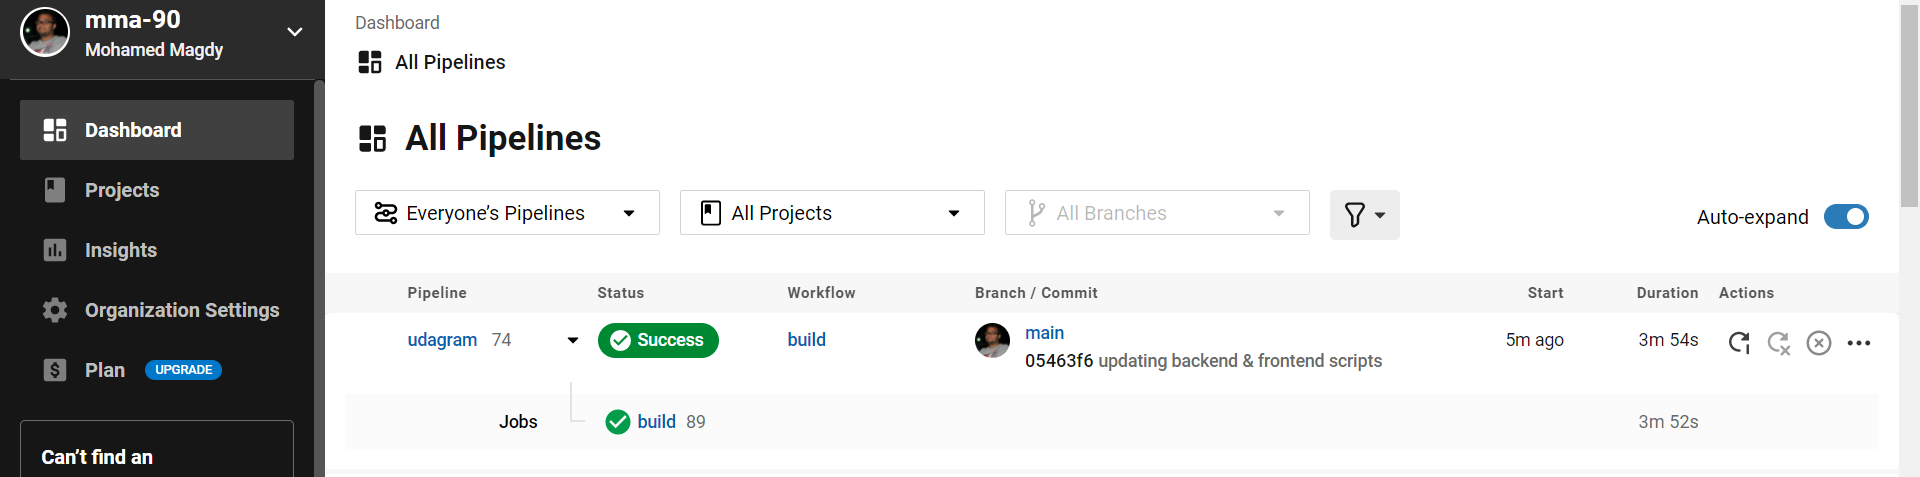 mma-90
Mohamed Magdy
Dashboard
Projects
Insights
Organization Settings
Plan UPGRADE
Can't find an
Dashboard
All Pipelines
All Pipelines
Everyone's Pipelines All Projects All Branches Auto-expand
Pipeline Status Workflow Branch / Commit Start Duration Actions
udagram 74 Success build main 5m ago 3m 54s
05463f6 updating backend & frontend scripts
Jobs build 89 3m 52s